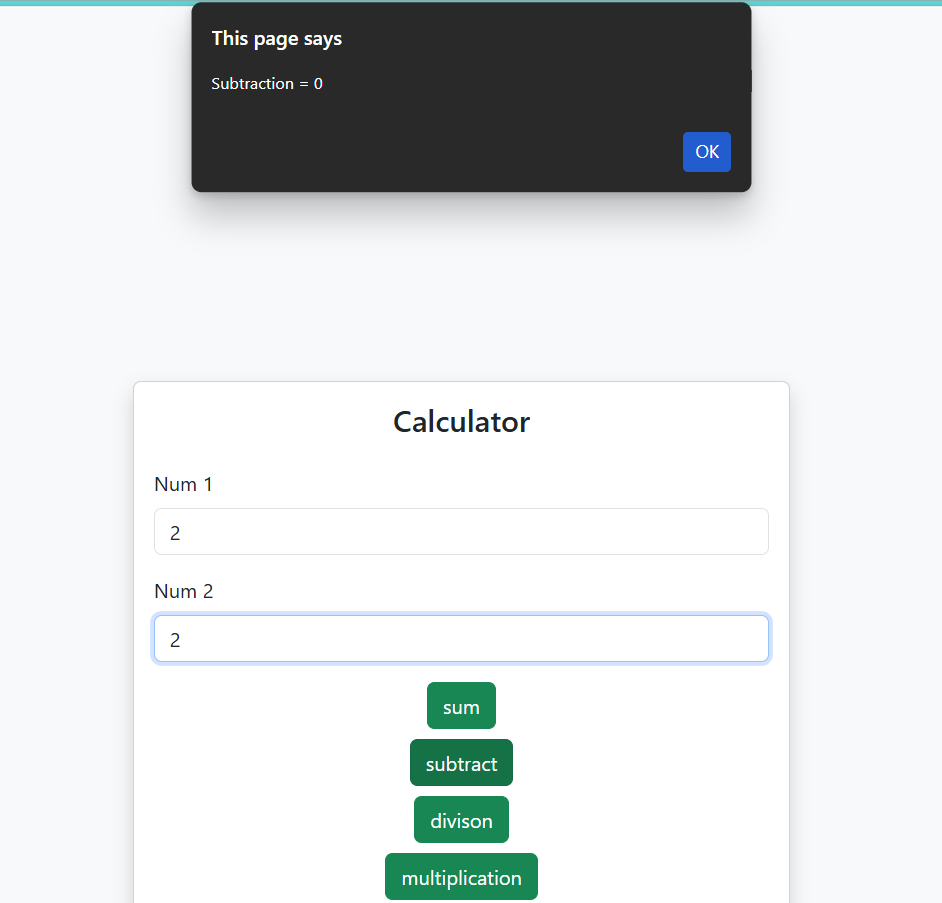 This page says
Subtraction = 0
OK
Calculator
Num 1
2
Num 2
2
sum
subtract
divison
multiplication